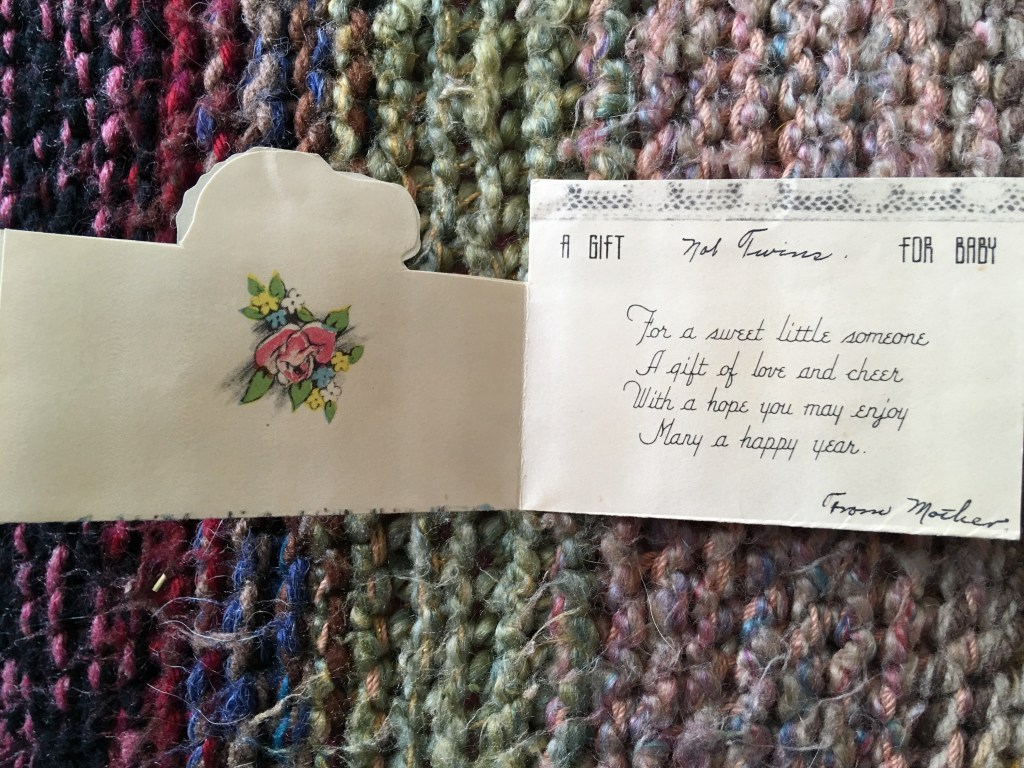 A GIFT Not Twins. FOR BABY
For a sweet little someone
A gift of love and cheer
With a hope you may enjoy
Many a happy year.
From Mother